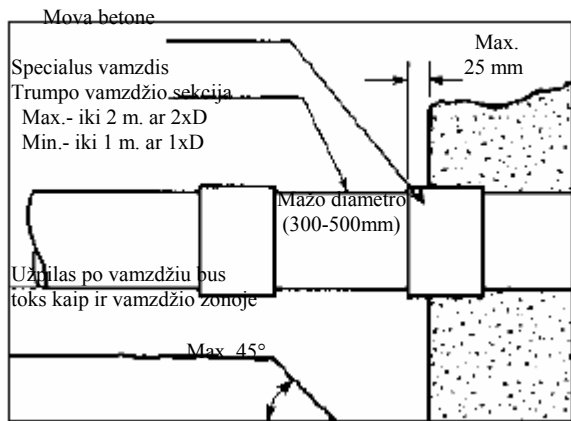 Mova betone
Max.
25 mm
Specialus vamzdis
Trumpo vamzdžio sekcija
Max.- iki 2 m. ar 2xD
Min.- iki 1 m. ar 1xD
Mažo diametro
(300-500mm)
Užpilas po vamzdžiu bus
toks kaip ir vamzdžio zonoje
Max. 45°